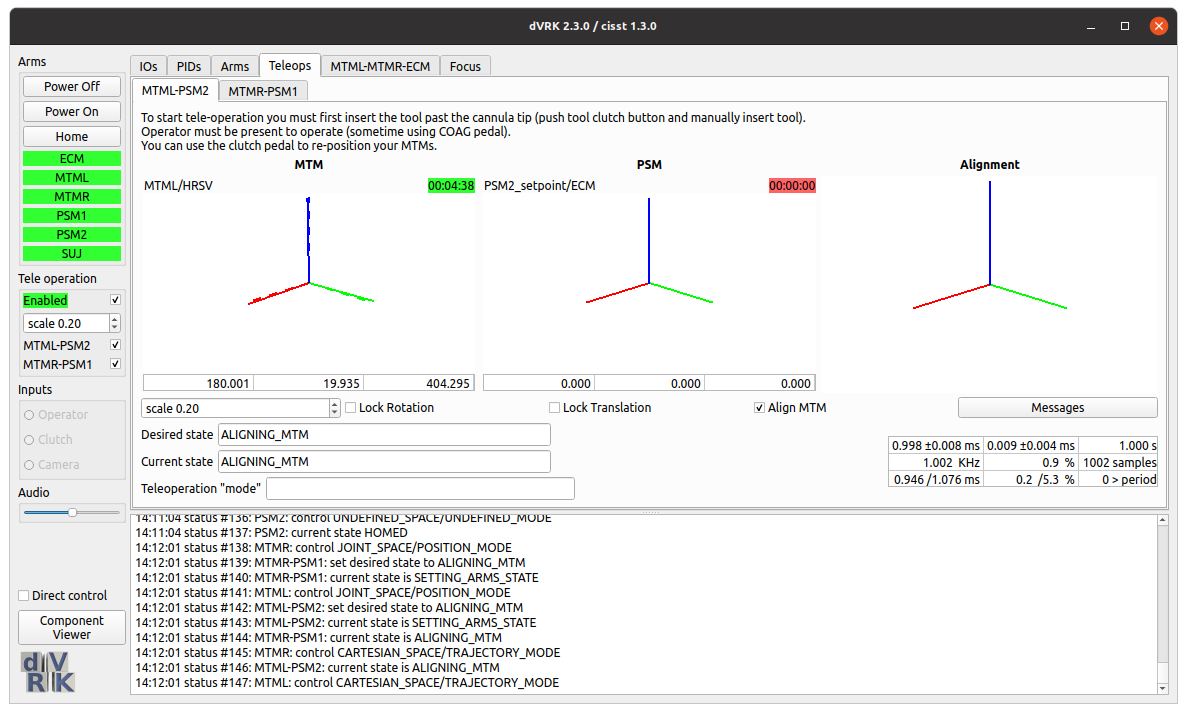 dVRK 2.3.0 / cisst 1.3.0
Arms
Power Off
Power On
Home
ECM
MTML
MTMR
PSM1
PSM2
SUJ
Tele operation
Enabled
scale 0.20
MTML-PSM2
MTMR-PSM1
Inputs
Operator
Clutch
Camera
Audio
Direct control
Component
Viewer
dV
RK
IOs PIDs Arms Teleops MTML-MTMR-ECM Focus
MTML-PSM2 MTMR-PSM1
To start tele-operation you must first insert the tool past the cannula tip (push tool clutch button and manually insert tool).
Operator must be present to operate (sometime using COAG pedal).
You can use the clutch pedal to re-position your MTMs.
MTM PSM Alignment
MTML/HRSV 00:04:38 PSM2_setpoint/ECM 00:00:00
180.001 19.935 404.295 0.000 0.000 0.000
scale 0.20 Lock Rotation Lock Translation Align MTM Messages
Desired state ALIGNING_MTM
Current state ALIGNING_MTM
Teleoperation "mode"
0.998 ±0.008 ms 0.009 ±0.004 ms 1.000 s
1.002 KHz 0.9 % 1002 samples
0.946 /1.076 ms 0.2 /5.3 % 0 > period
14:11:04 status #136: PSM2: control UNDEFINED_SPACE/UNDEFINED_MODE
14:11:04 status #137: PSM2: current state HOMED
14:12:01 status #138: MTMR: control JOINT_SPACE/POSITION_MODE
14:12:01 status #139: MTMR-PSM1: set desired state to ALIGNING_MTM
14:12:01 status #140: MTMR-PSM1: current state is SETTING_ARMS_STATE
14:12:01 status #141: MTML: control JOINT_SPACE/POSITION_MODE
14:12:01 status #142: MTML-PSM2: set desired state to ALIGNING_MTM
14:12:01 status #143: MTML-PSM2: current state is SETTING_ARMS_STATE
14:12:01 status #144: MTMR-PSM1: current state is ALIGNING_MTM
14:12:01 status #145: MTMR: control CARTESIAN_SPACE/TRAJECTORY_MODE
14:12:01 status #146: MTML-PSM2: current state is ALIGNING_MTM
14:12:01 status #147: MTML: control CARTESIAN_SPACE/TRAJECTORY_MODE